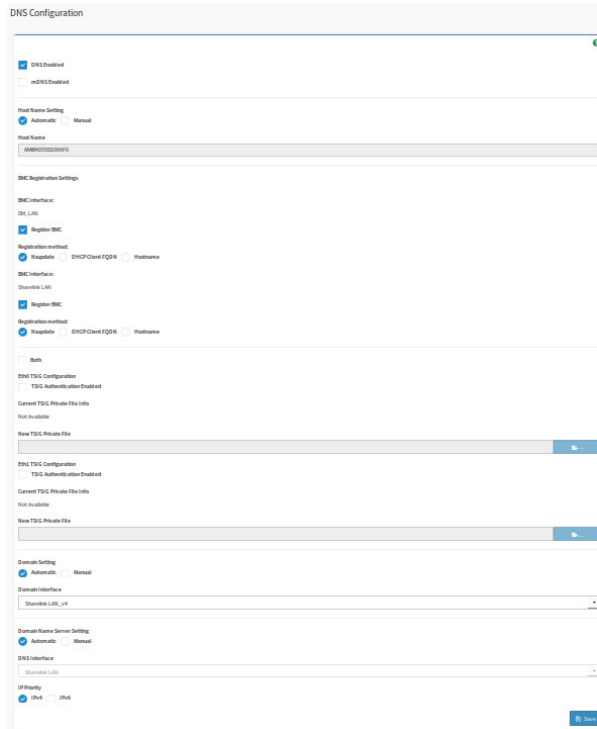 DNS Configuration
DNS Enabled
mDNS Enabled
Host Name Setting
Automatic Manual
Host Name
BMC Registration Settings
BMC Interface:
DM_LAN
Register BMC
Registration method:
Nsupdate DHCP Client FQDN Hostname
BMC Interface:
Sharelink LAN
Register BMC
Registration method:
Nsupdate DHCP Client FQDN Hostname
Both
Eth0 TSIG Configuration
TSIG Authentication Enabled
Current TSIG Private File Info
Not Available
New TSIG Private File
Eth1 TSIG Configuration
TSIG Authentication Enabled
Current TSIG Private File Info
Not Available
New TSIG Private File
Domain Setting
Automatic Manual
Domain Interface
Sharelink LAN_v4
Domain Name Server Setting
Automatic Manual
DNS Interface
Sharelink LAN
IP Priority
IPv4 IPv6
Save